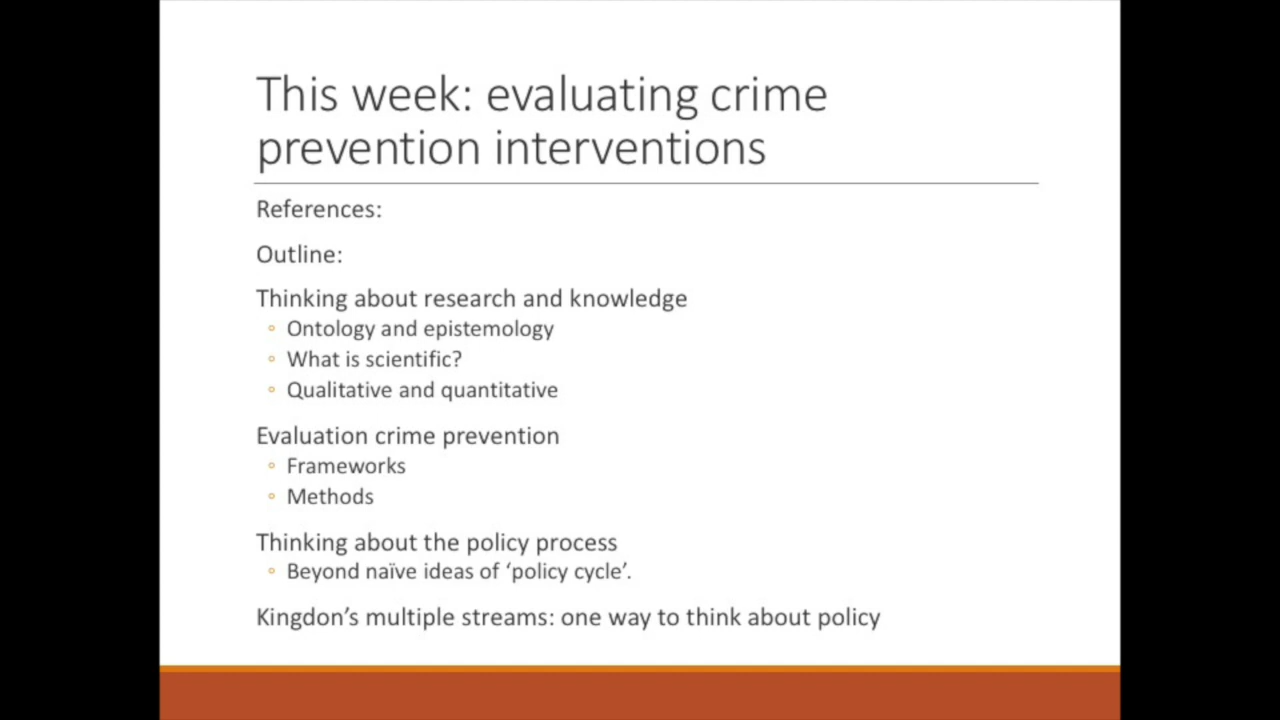 This week: evaluating crime
prevention interventions
References:
Outline:
Thinking about research and knowledge
◦ Ontology and epistemology
◦ What is scientific?
◦ Qualitative and quantitative
Evaluation crime prevention
◦ Frameworks
◦ Methods
Thinking about the policy process
◦ Beyond naïve ideas of ‘policy cycle’.
Kingdon’s multiple streams: one way to think about policy